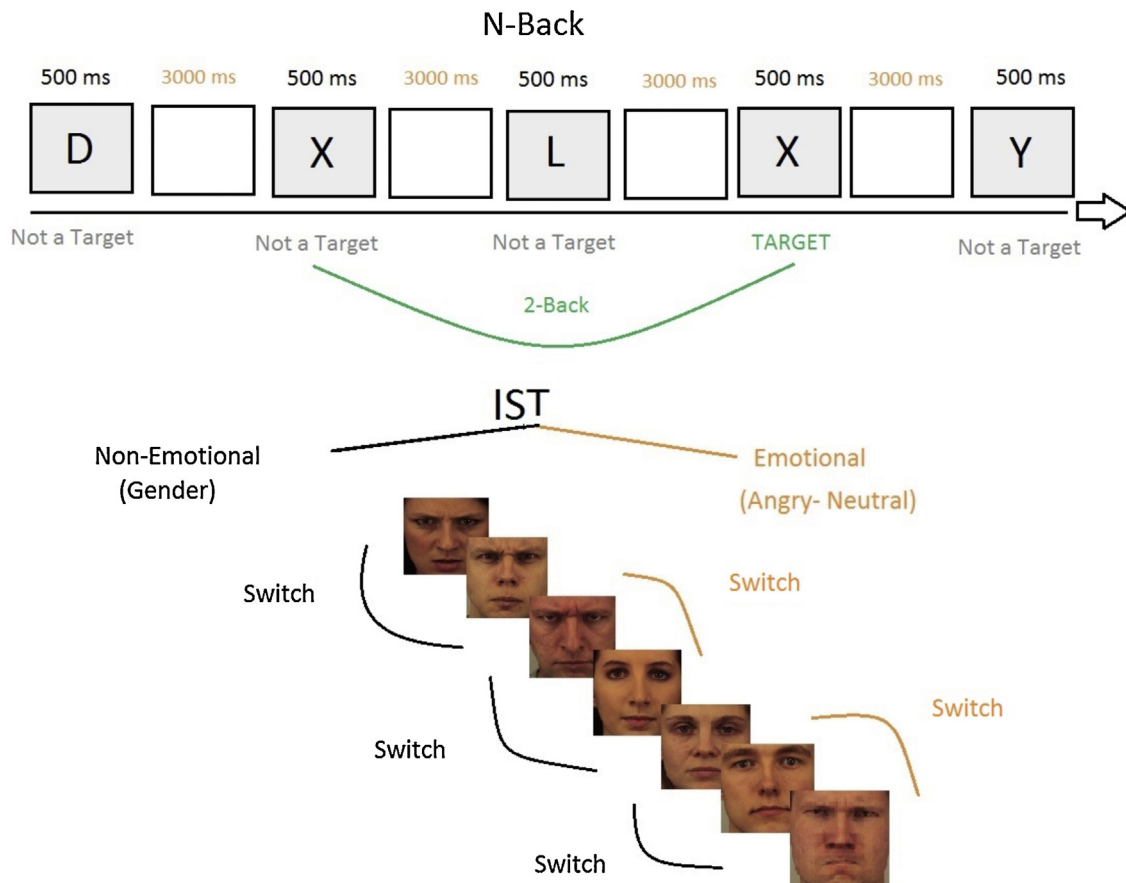 N-Back
500 ms 3000 ms 500 ms 3000 ms 500 ms 3000 ms 500 ms 3000 ms 500 ms
D X L X Y
Not a Target Not a Target Not a Target TARGET Not a Target
2-Back
IST
Non-Emotional
(Gender)
Emotional
(Angry- Neutral)
Switch
Switch
Switch
Switch
Switch